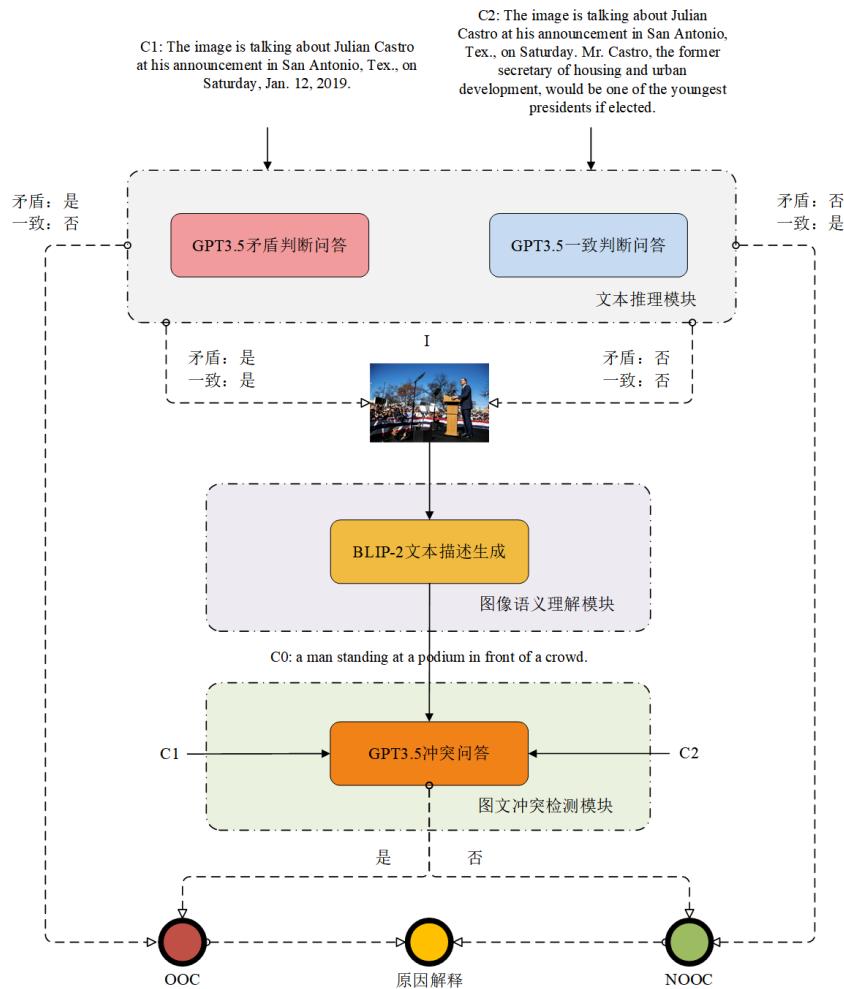 C1: The image is talking about Julian Castro
at his announcement in San Antonio, Tex., on
Saturday, Jan. 12, 2019.
C2: The image is talking about Julian
Castro at his announcement in San Antonio,
Tex., on Saturday. Mr. Castro, the former
secretary of housing and urban
development, would be one of the youngest
presidents if elected.
矛盾：是
一致：否
矛盾：否
一致：是
GPT3.5矛盾判断问答
GPT3.5一致判断问答
文本推理模块
I
矛盾：是
一致：是
矛盾：否
一致：否
BLIP-2文本描述生成
图像语义理解模块
C0: a man standing at a podium in front of a crowd.
C1
GPT3.5冲突问答
C2
图文冲突检测模块
是
否
OOC
原因解释
NOOC